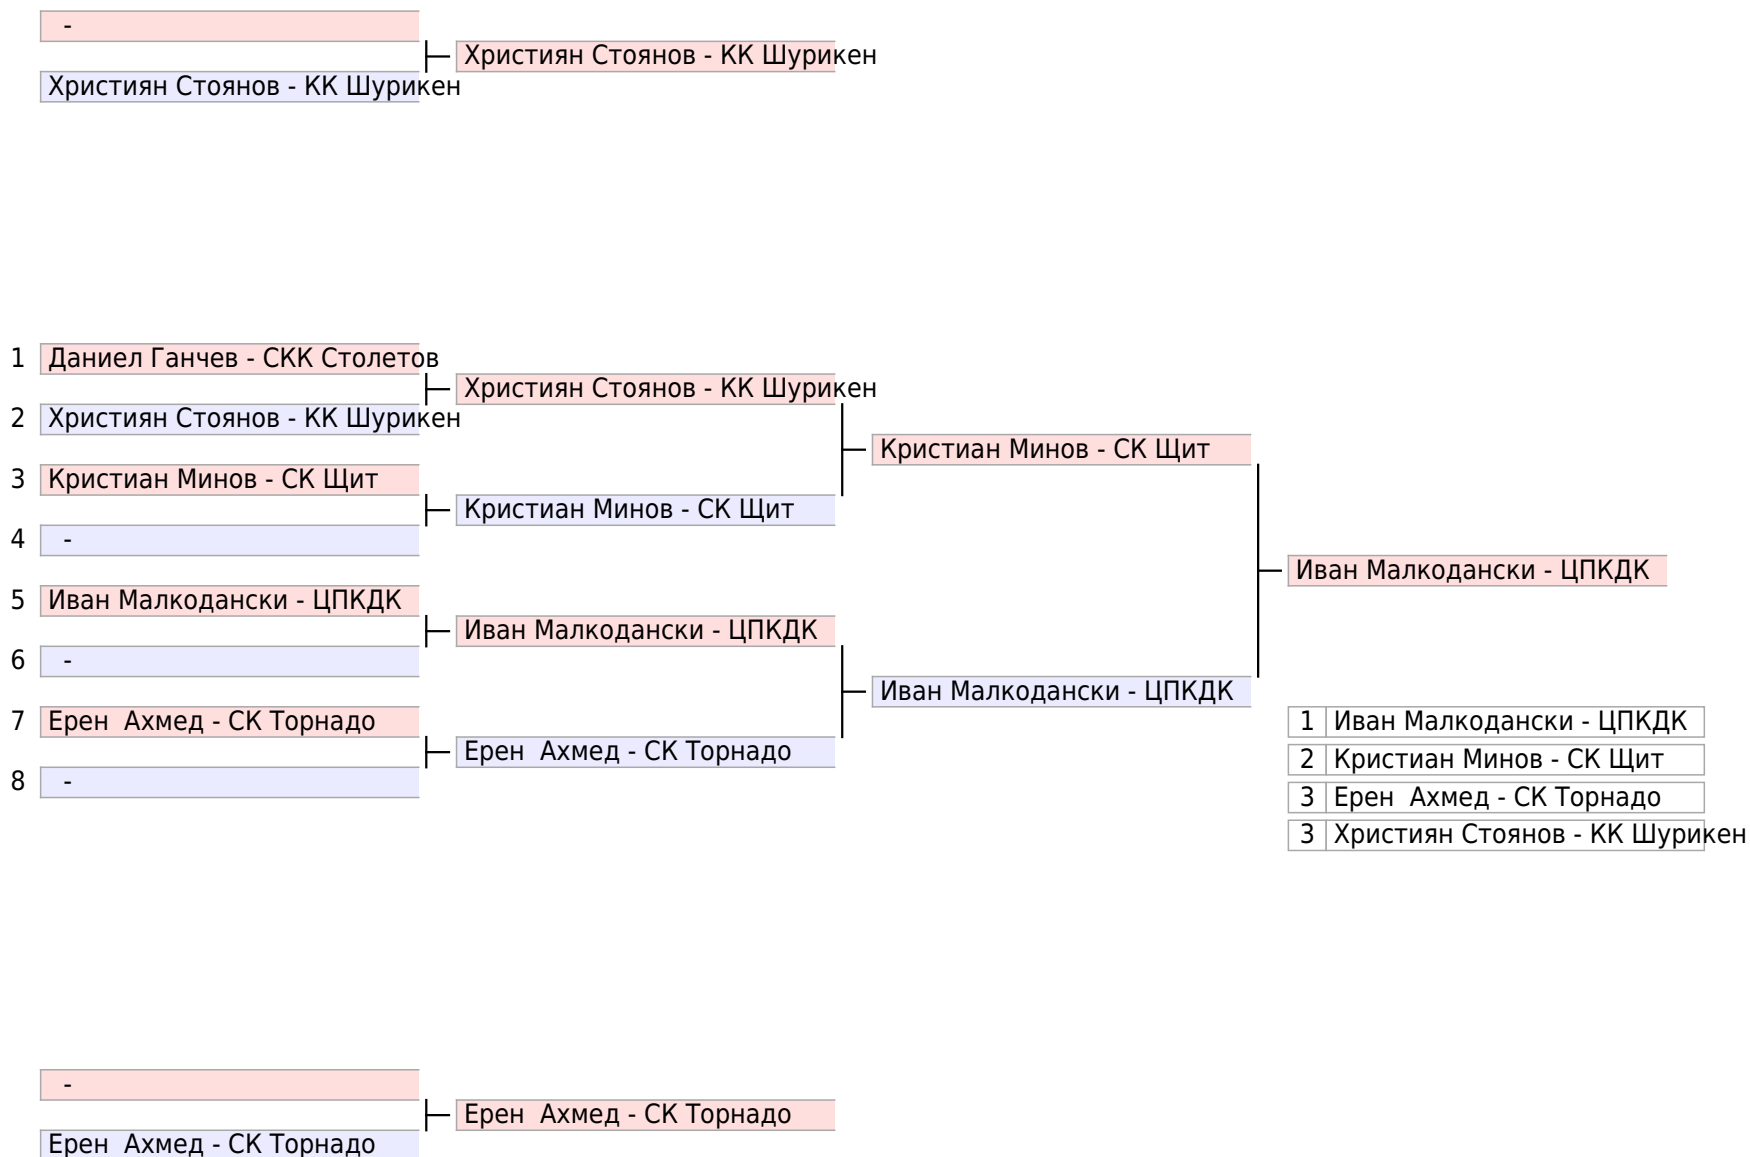 -
Християн Стоянов - КК Шурикен
Християн Стоянов - КК Шурикен
1 Даниел Ганчев - СКК Столетов
Християн Стоянов - КК Шурикен
2 Християн Стоянов - КК Шурикен
Кристиан Минов - СК Щит
3 Кристиан Минов - СК Щит
Кристиан Минов - СК Щит
4 -
Иван Малкодански - ЦПКДК
5 Иван Малкодански - ЦПКДК
Иван Малкодански - ЦПКДК
6 -
Иван Малкодански - ЦПКДК
7 Ерен  Ахмед - СК Торнадо
Ерен  Ахмед - СК Торнадо
8 -
1 Иван Малкодански - ЦПКДК
2 Кристиан Минов - СК Щит
3 Ерен  Ахмед - СК Торнадо
3 Християн Стоянов - КК Шурикен
-
Ерен  Ахмед - СК Торнадо
Ерен  Ахмед - СК Торнадо